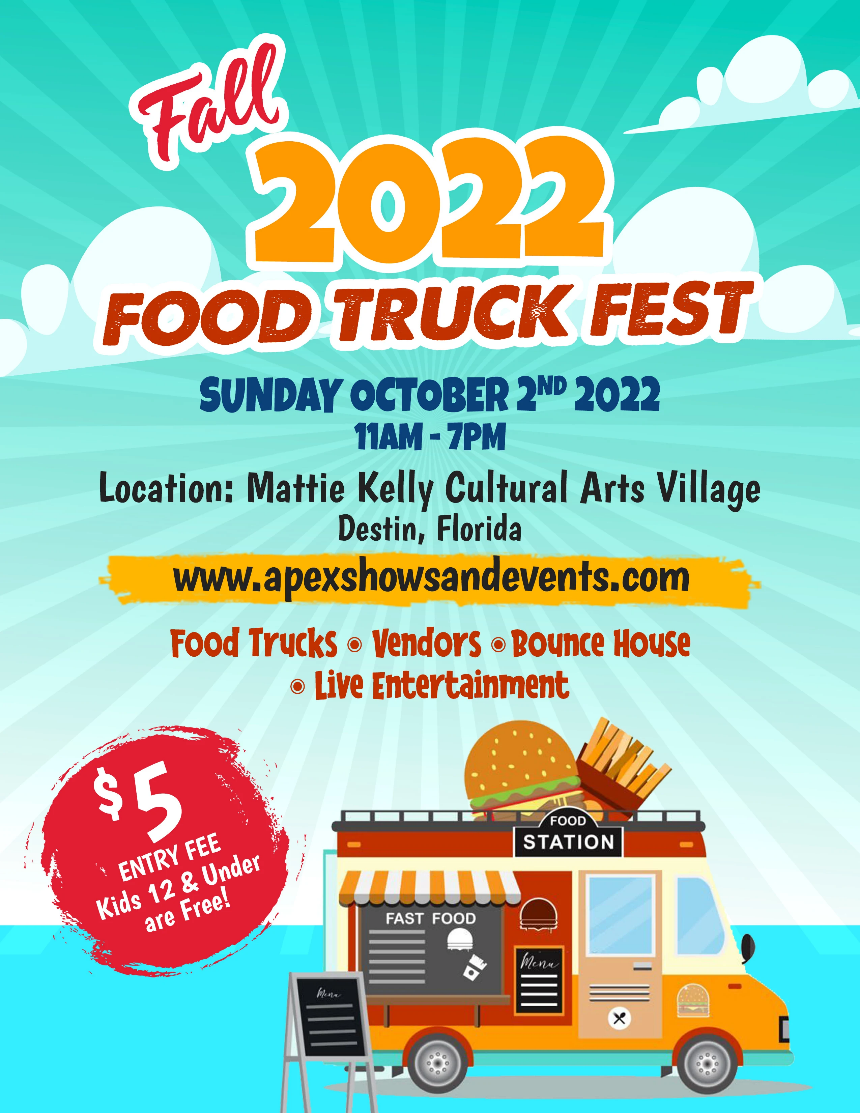 Fall
2022
FOOD TRUCK FEST
SUNDAY OCTOBER 2ND 2022
11AM - 7PM
Location: Mattie Kelly Cultural Arts Village
Destin, Florida
www.apexshowsandevents.com
Food Trucks • Vendors • Bounce House
• Live Entertainment
$5
ENTRY FEE
Kids 12 & Under
are Free!
FOOD
STATION
FAST FOOD
Menu
Menu